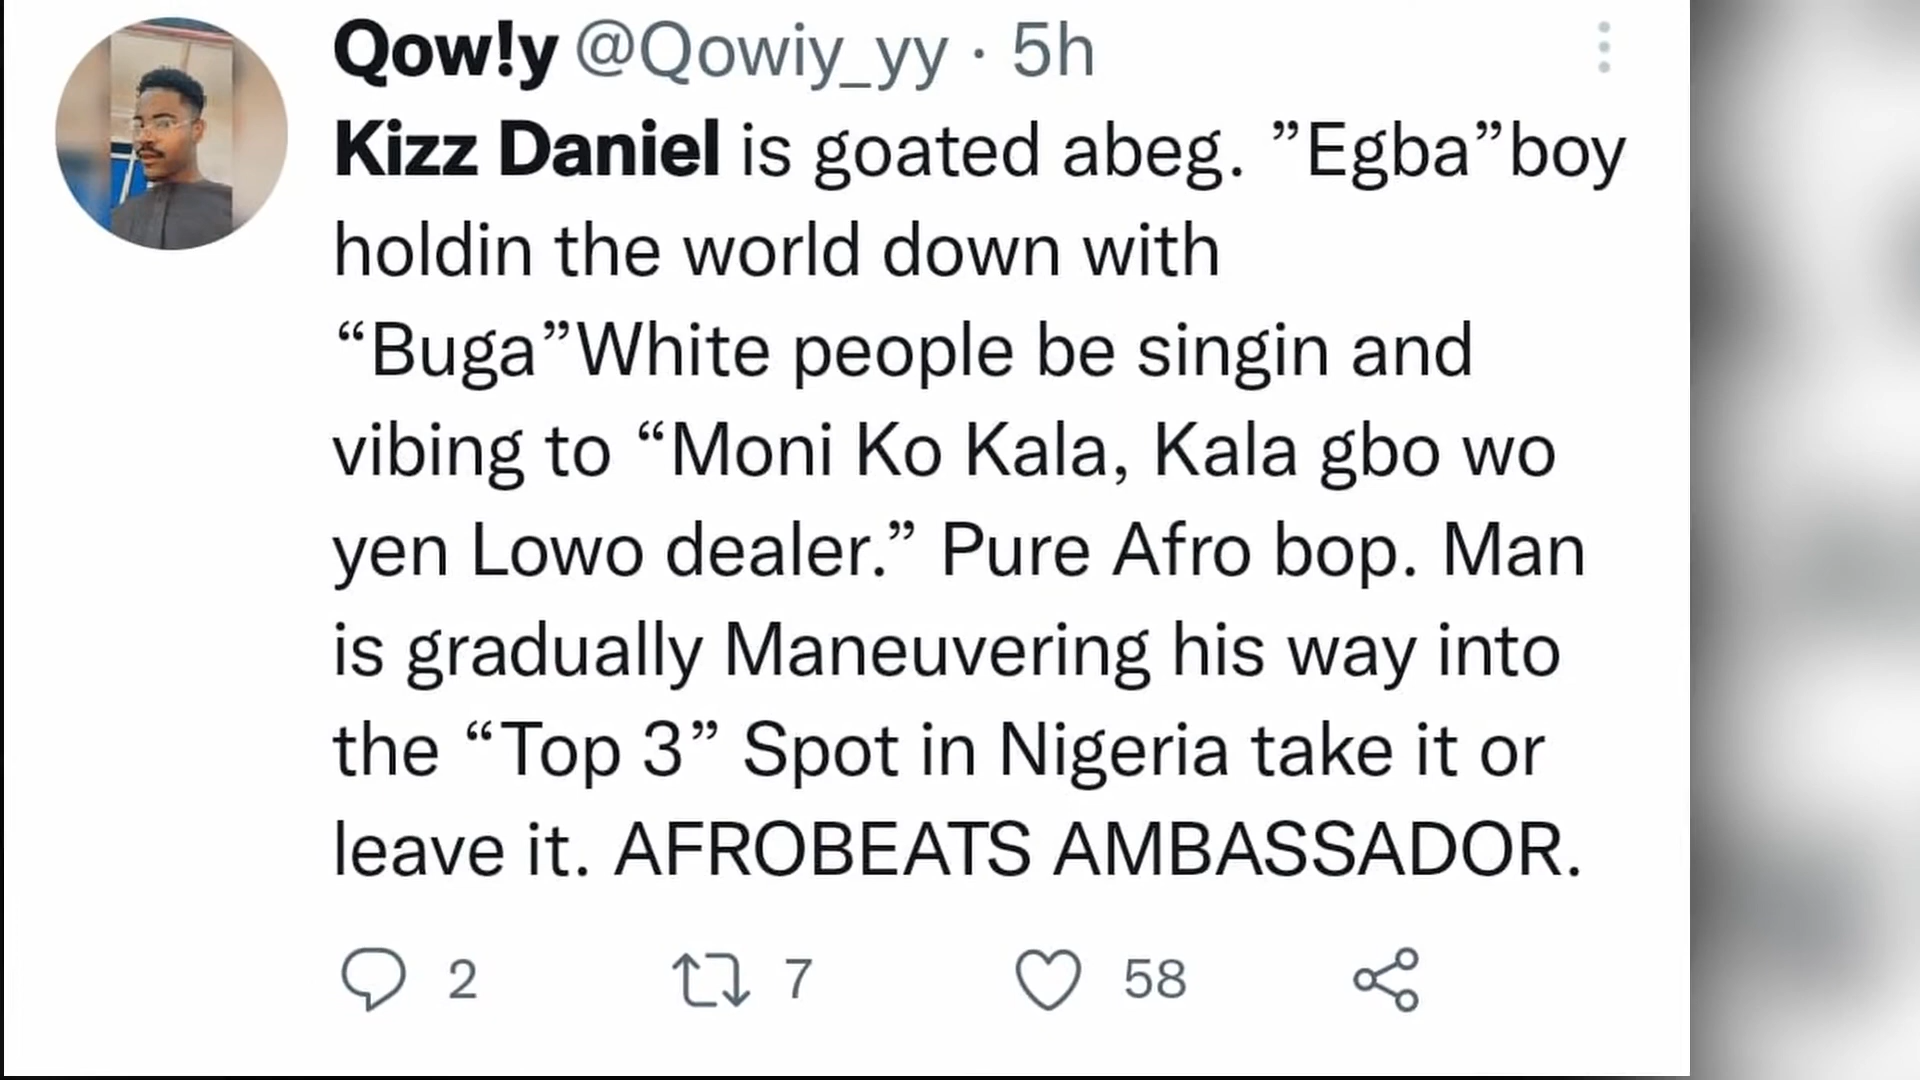 Qow!y @Qowiy_yy · 5h
Kizz Daniel is goated abeg. ”Egba”boy
holdin the world down with
“Buga”White people be singin and
vibing to “Moni Ko Kala, Kala gbo wo
yen Lowo dealer.” Pure Afro bop. Man
is gradually Maneuvering his way into
the “Top 3” Spot in Nigeria take it or
leave it. AFROBEATS AMBASSADOR.
2 7 58